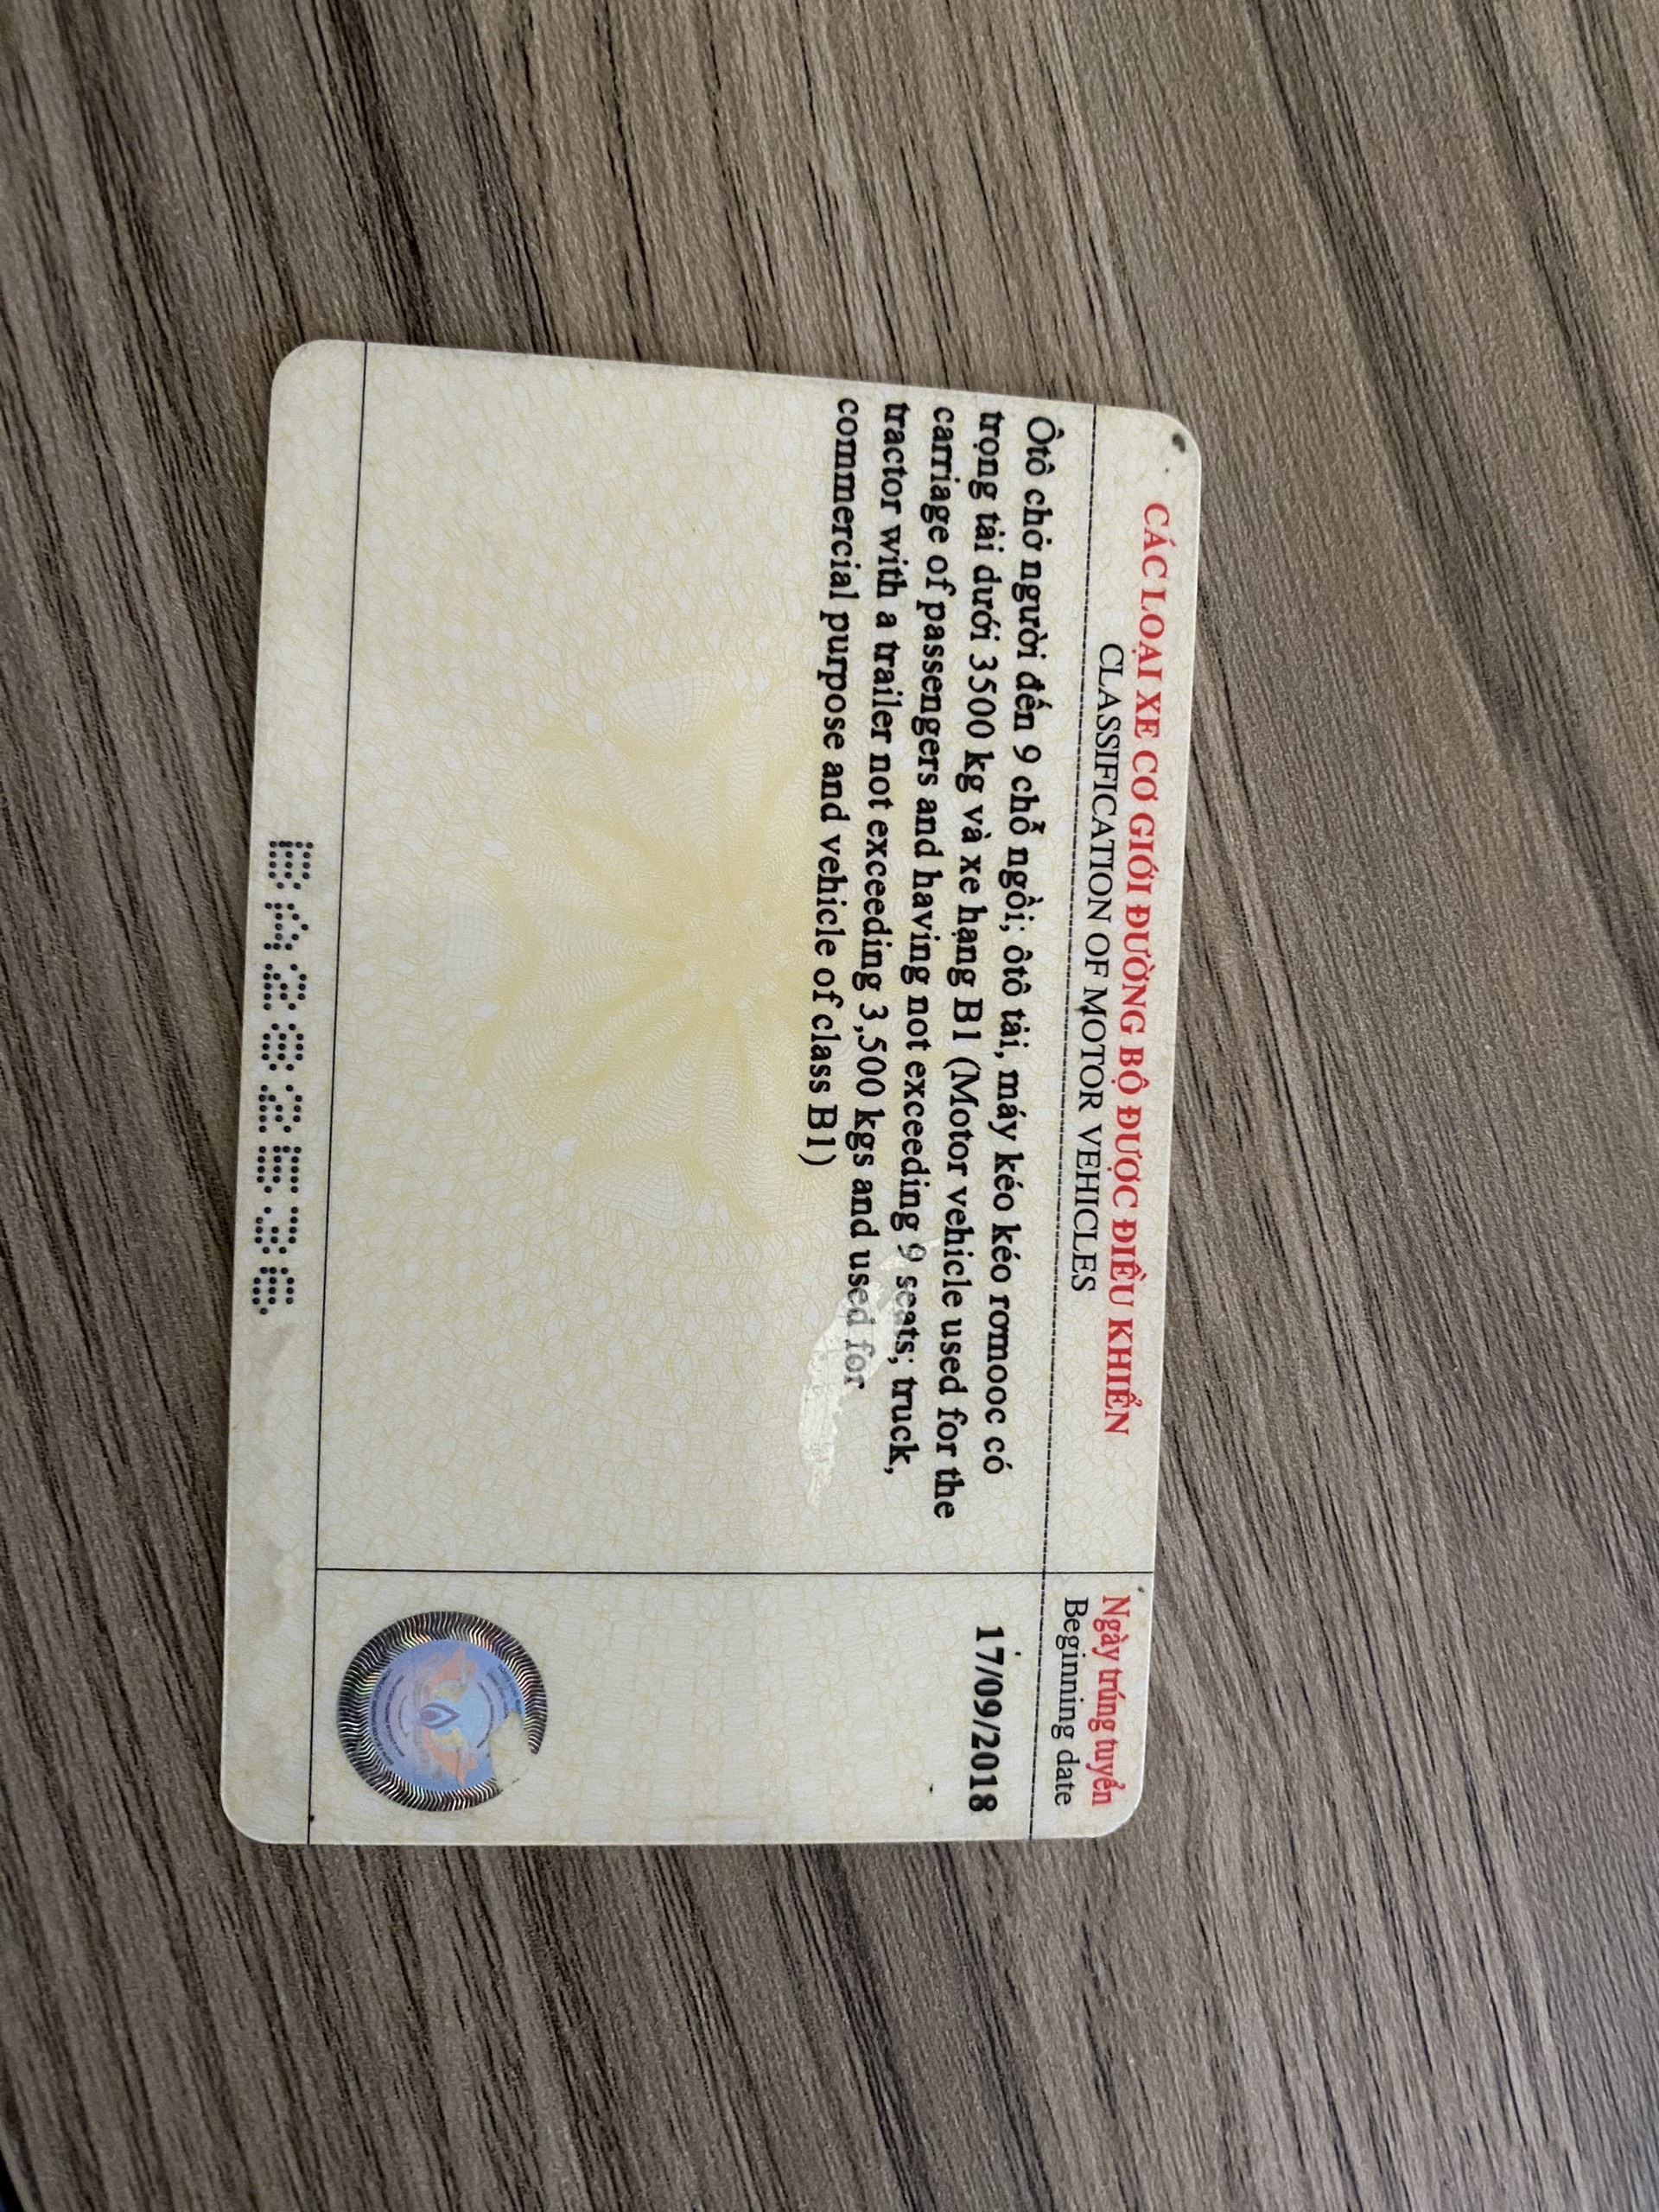 CÁC LOẠI XE CƠ GIỚI ĐƯỜNG BỘ ĐƯỢC ĐIỀU KHIỂN
CLASSIFICATION OF MOTOR VEHICLES
Ngày trúng tuyển
Beginning date
Ôtô chở người đến 9 chỗ ngồi; ôtô tải, máy kéo kéo rơmooc có
trọng tải dưới 3500 kg và xe hạng B1 (Motor vehicle used for the
carriage of passengers and having not exceeding 9 seats; truck,
tractor with a trailer not exceeding 3,500 kgs and used for
commercial purpose and vehicle of class B1)
17/09/2018
BA282536